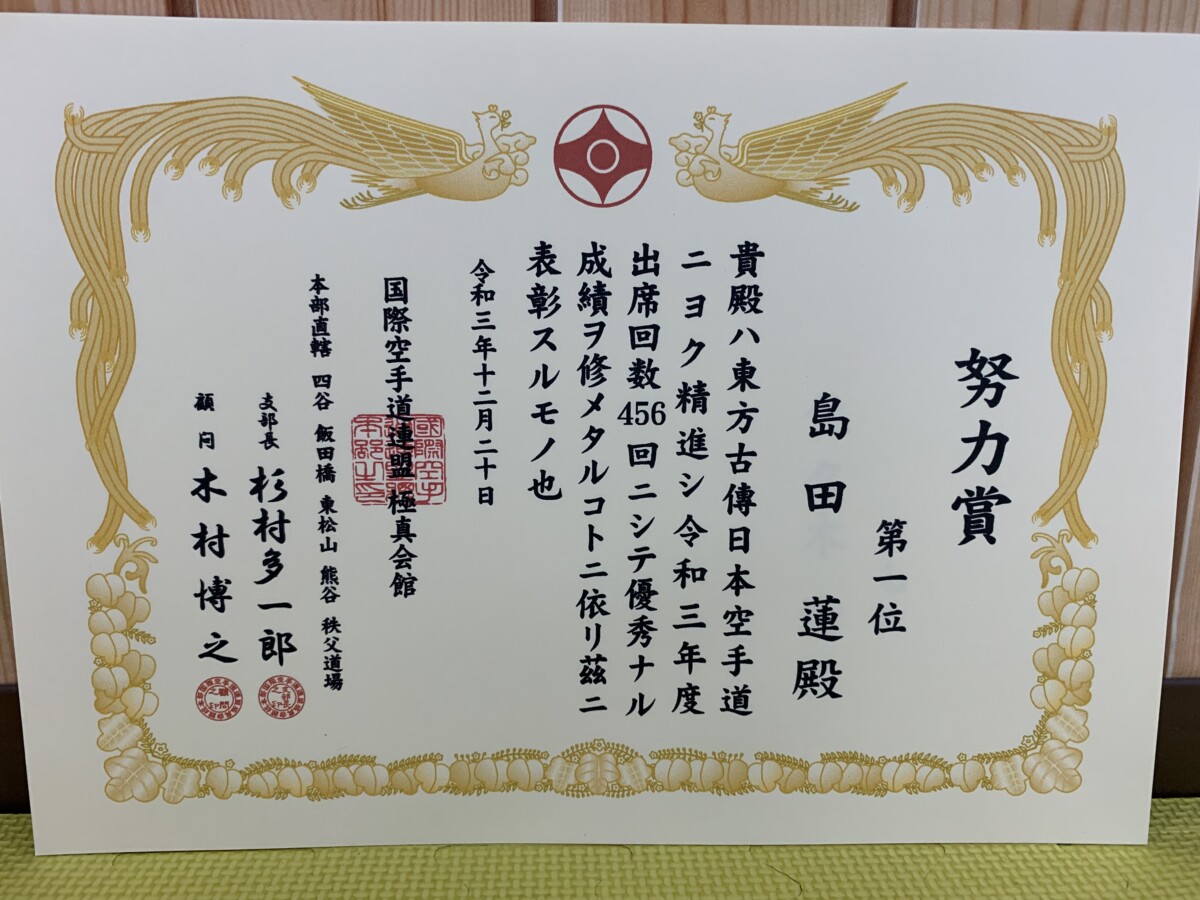 努力賞
第一位
島田 蓮殿
貴殿ハ東方古傳日本空手道
ニヨク精進シ令和三年度
出席回数456回ニシテ優秀ナル
成績ヲ修メタルコトニ依リ茲ニ
表彰スルモノ也
令和三年十二月二十日
国際空手道連盟 極真会館
本部直轄 四谷 飯田橋 東松山 熊谷 秩父道場
支部長 杉村多一郎
顧問 木村博之